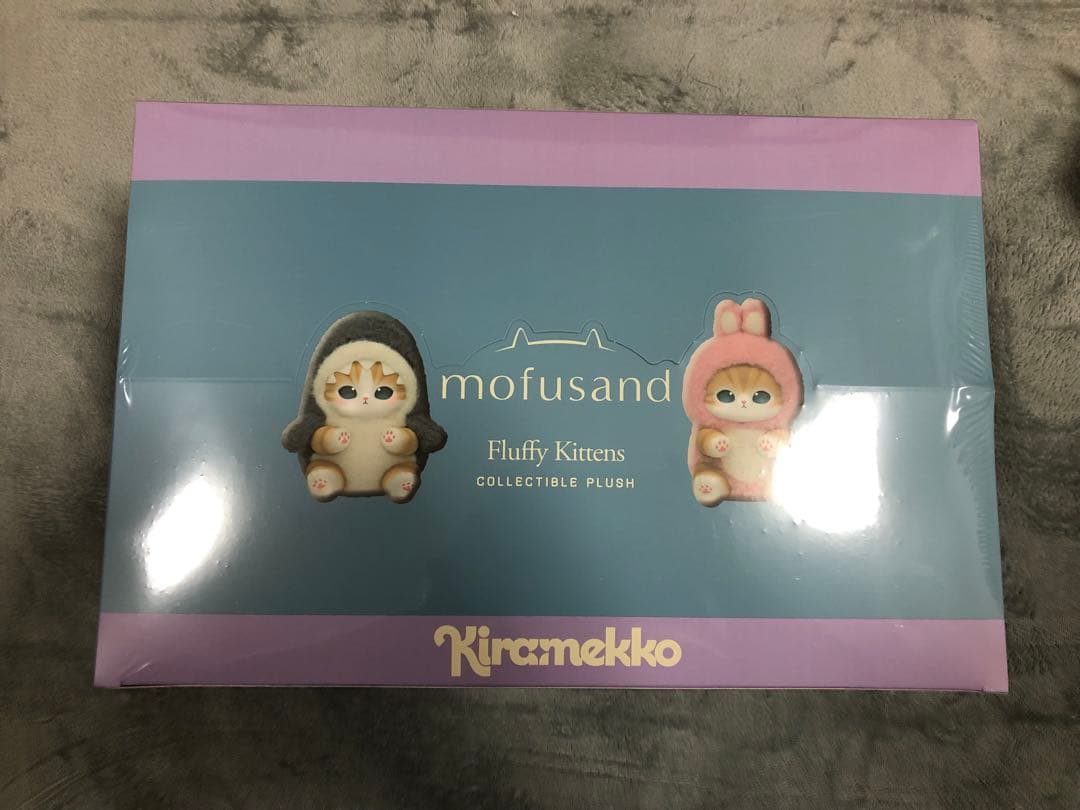 mofusand
Fluffy Kittens
COLLECTIBLE PLUSH
Kiramekko